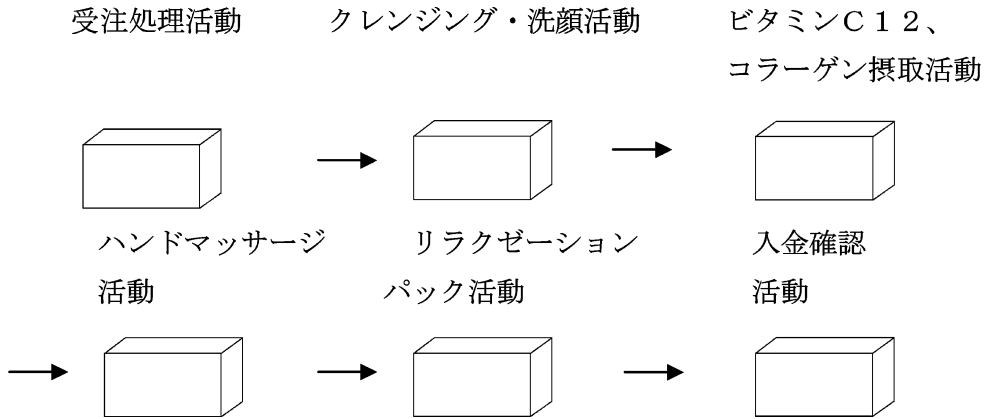 受注処理活動
クレンジング・洗顔活動
ビタミンＣ１２、
コラーゲン摂取活動
ハンドマッサージ
活動
リラクゼーション
パック活動
入金確認
活動